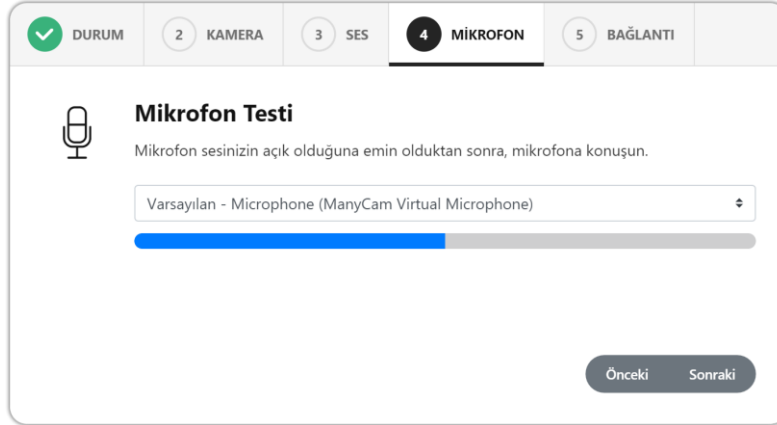 DURUM
2 KAMERA
3 SES
4 MİKROFON
5 BAĞLANTI
Mikrofon Testi
Mikrofon sesinizin açık olduğuna emin olduktan sonra, mikrofona konuşun.
Varsayılan - Microphone (ManyCam Virtual Microphone)
Önceki Sonraki